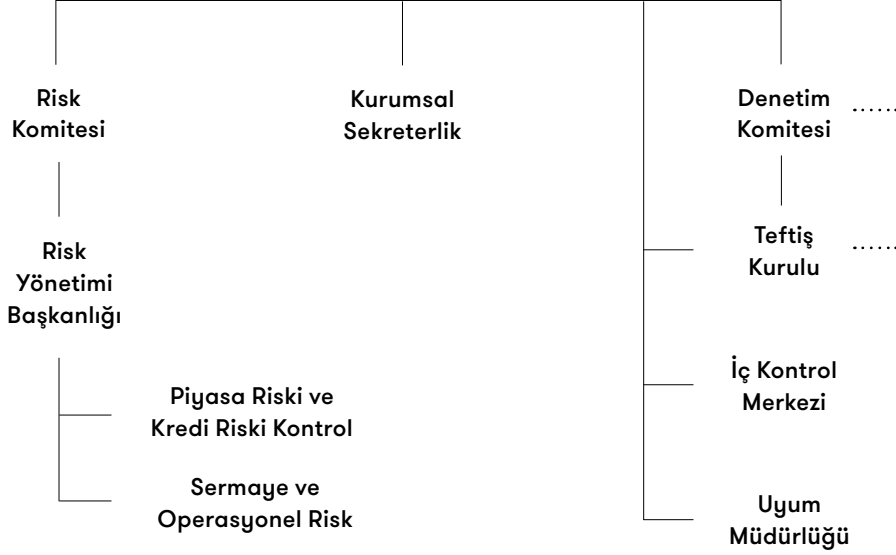 Risk
Komitesi
Kurumsal
Sekreterlik
Denetim
Komitesi
Risk
Yönetimi
Başkanlığı
Teftiş
Kurulu
Piyasa Riski ve
Kredi Riski Kontrol
İç Kontrol
Merkezi
Sermaye ve
Operasyonel Risk
Uyum
Müdürlüğü